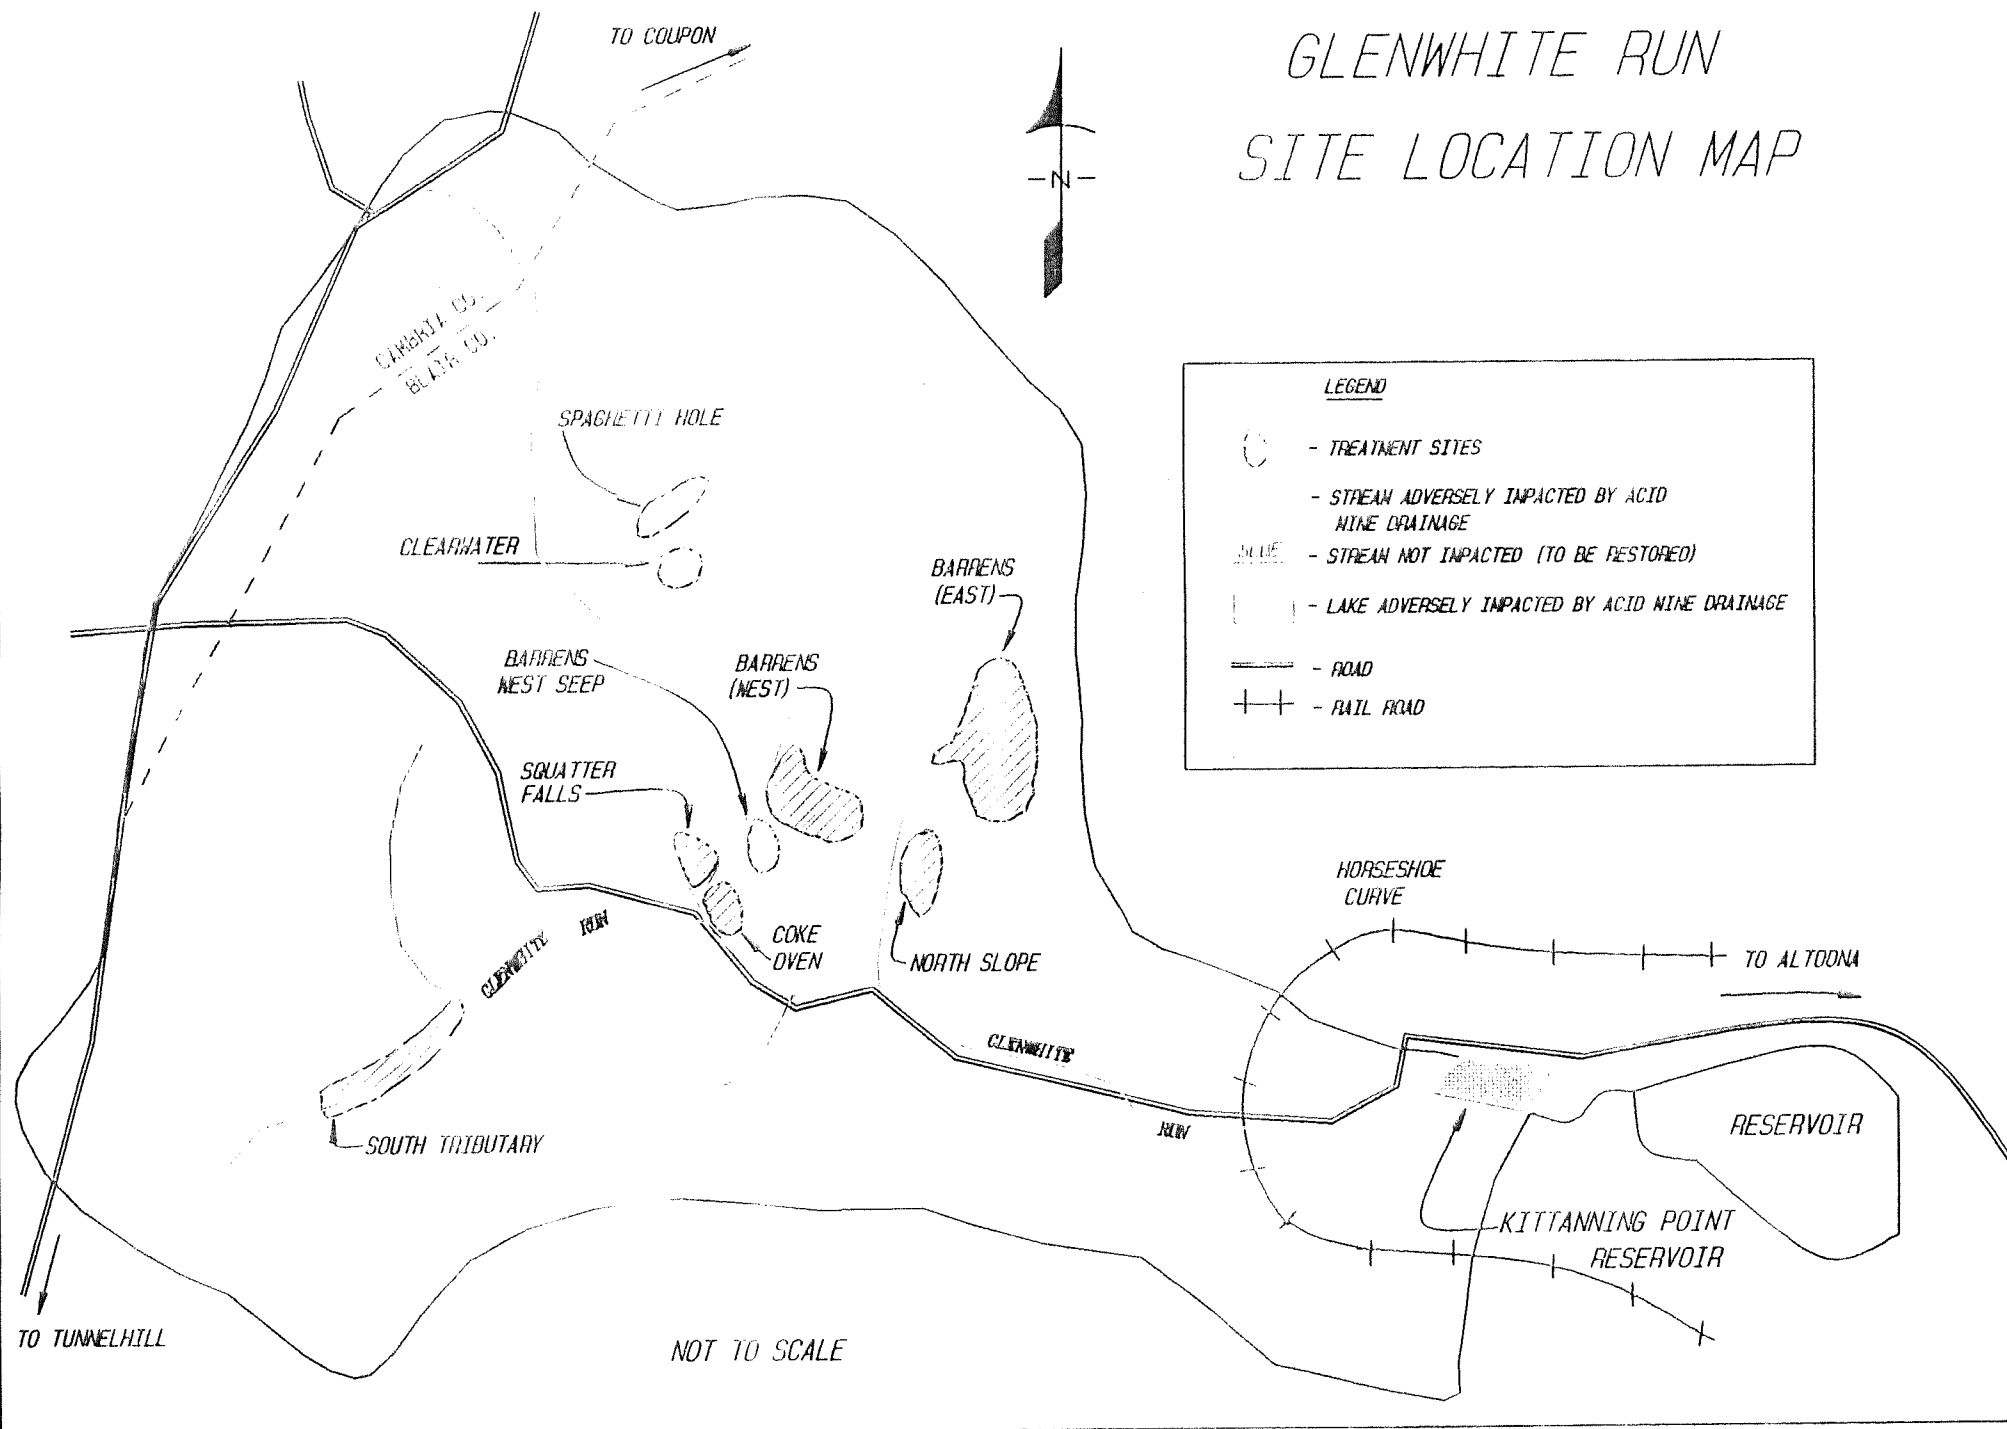 TO COUPON
GLENWHITE RUN
SITE LOCATION MAP
-N-
CAMBRIA CO.
BLAIR CO.
LEGEND
- TREATMENT SITES
- STREAM ADVERSELY IMPACTED BY ACID
MINE DRAINAGE
BLUE - STREAM NOT IMPACTED (TO BE RESTORED)
- LAKE ADVERSELY IMPACTED BY ACID MINE DRAINAGE
- ROAD
- RAIL ROAD
SPAGHETTI HOLE
CLEARWATER
BARRENS
(EAST)
BARRENS
WEST SEEP
BARRENS
(WEST)
SQUATTER
FALLS
HORSESHOE
CURVE
GLENWHITE RUN
COKE
OVEN
NORTH SLOPE
TO ALTOONA
GLENWHITE
RUN
SOUTH TRIBUTARY
RESERVOIR
KITTANNING POINT
RESERVOIR
TO TUNNELHILL
NOT TO SCALE